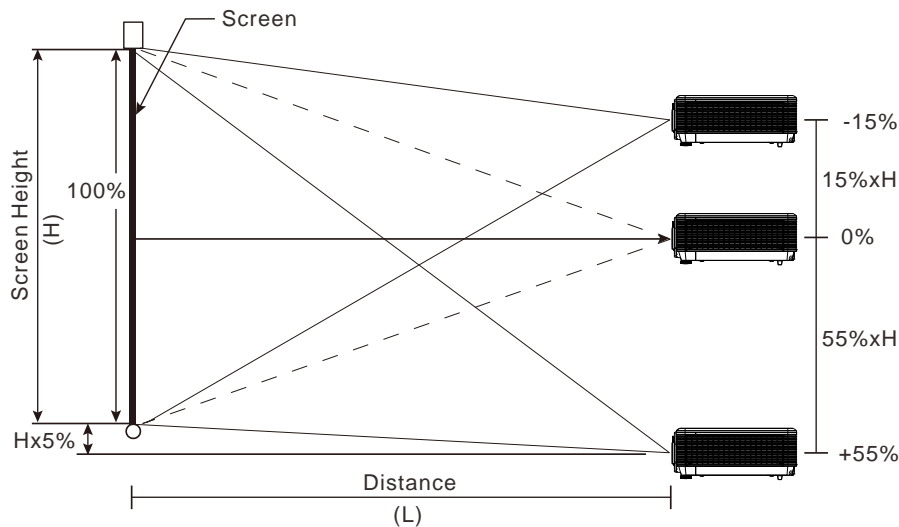 Screen
-15%
Screen Height
(H)
100%
15%xH
0%
55%xH
Hx5%
+55%
Distance
(L)